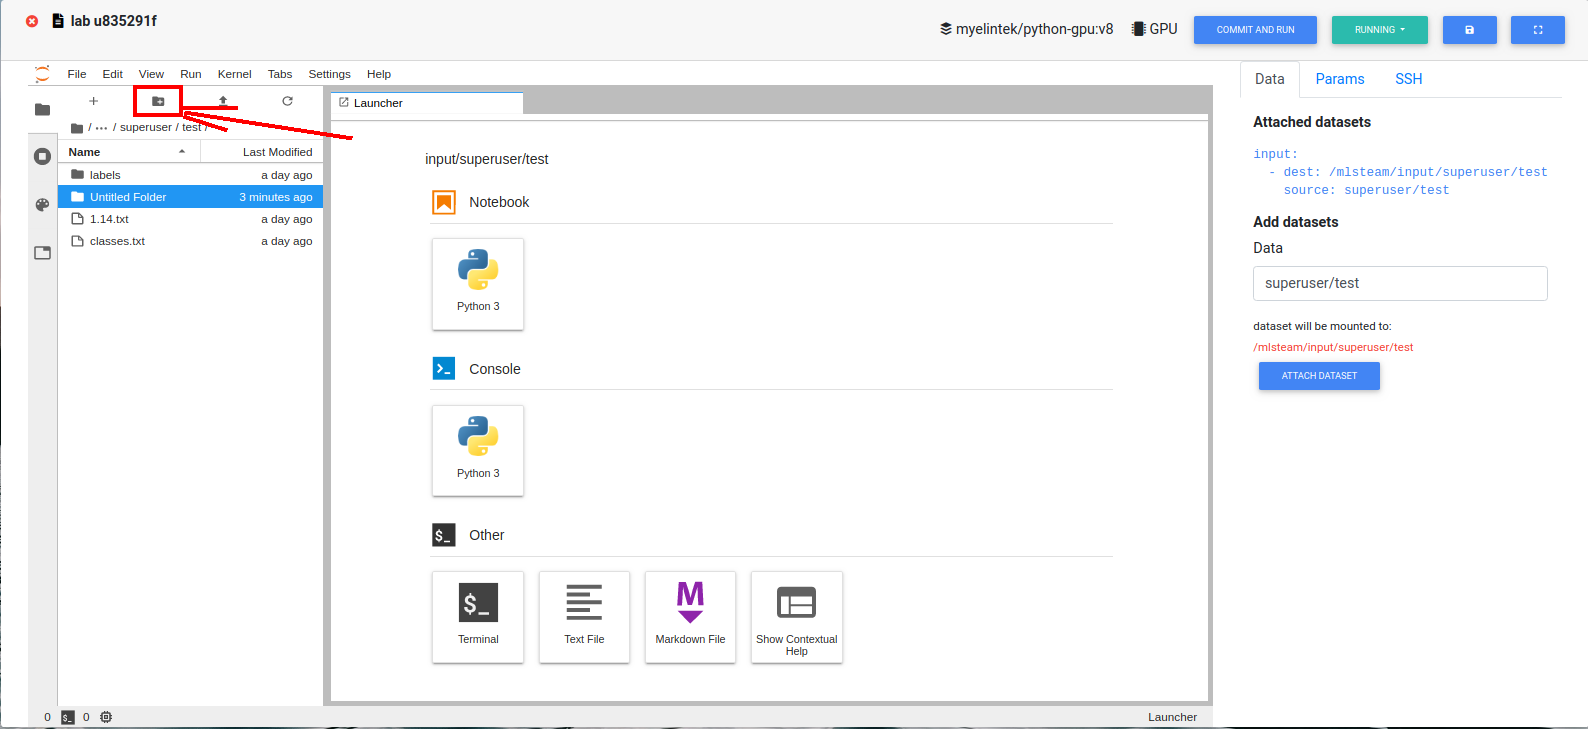 lab u835291f
myelintek/python-gpu:v8 GPU COMMIT AND RUN RUNNING
File Edit View Run Kernel Tabs Settings Help
/ ··· / superuser / test /
Name Last Modified
labels a day ago
Untitled Folder 3 minutes ago
1.14.txt a day ago
classes.txt a day ago
Launcher
input/superuser/test
Notebook
Python 3
Console
Python 3
$_ Other
$_
Terminal
Text File
Markdown File
Show Contextual
Help
Data Params SSH
Attached datasets
input:
- dest: /mlsteam/input/superuser/test
source: superuser/test
Add datasets
Data
superuser/test
dataset will be mounted to:
/mlsteam/input/superuser/test
ATTACH DATASET
0 $_ 0
Launcher